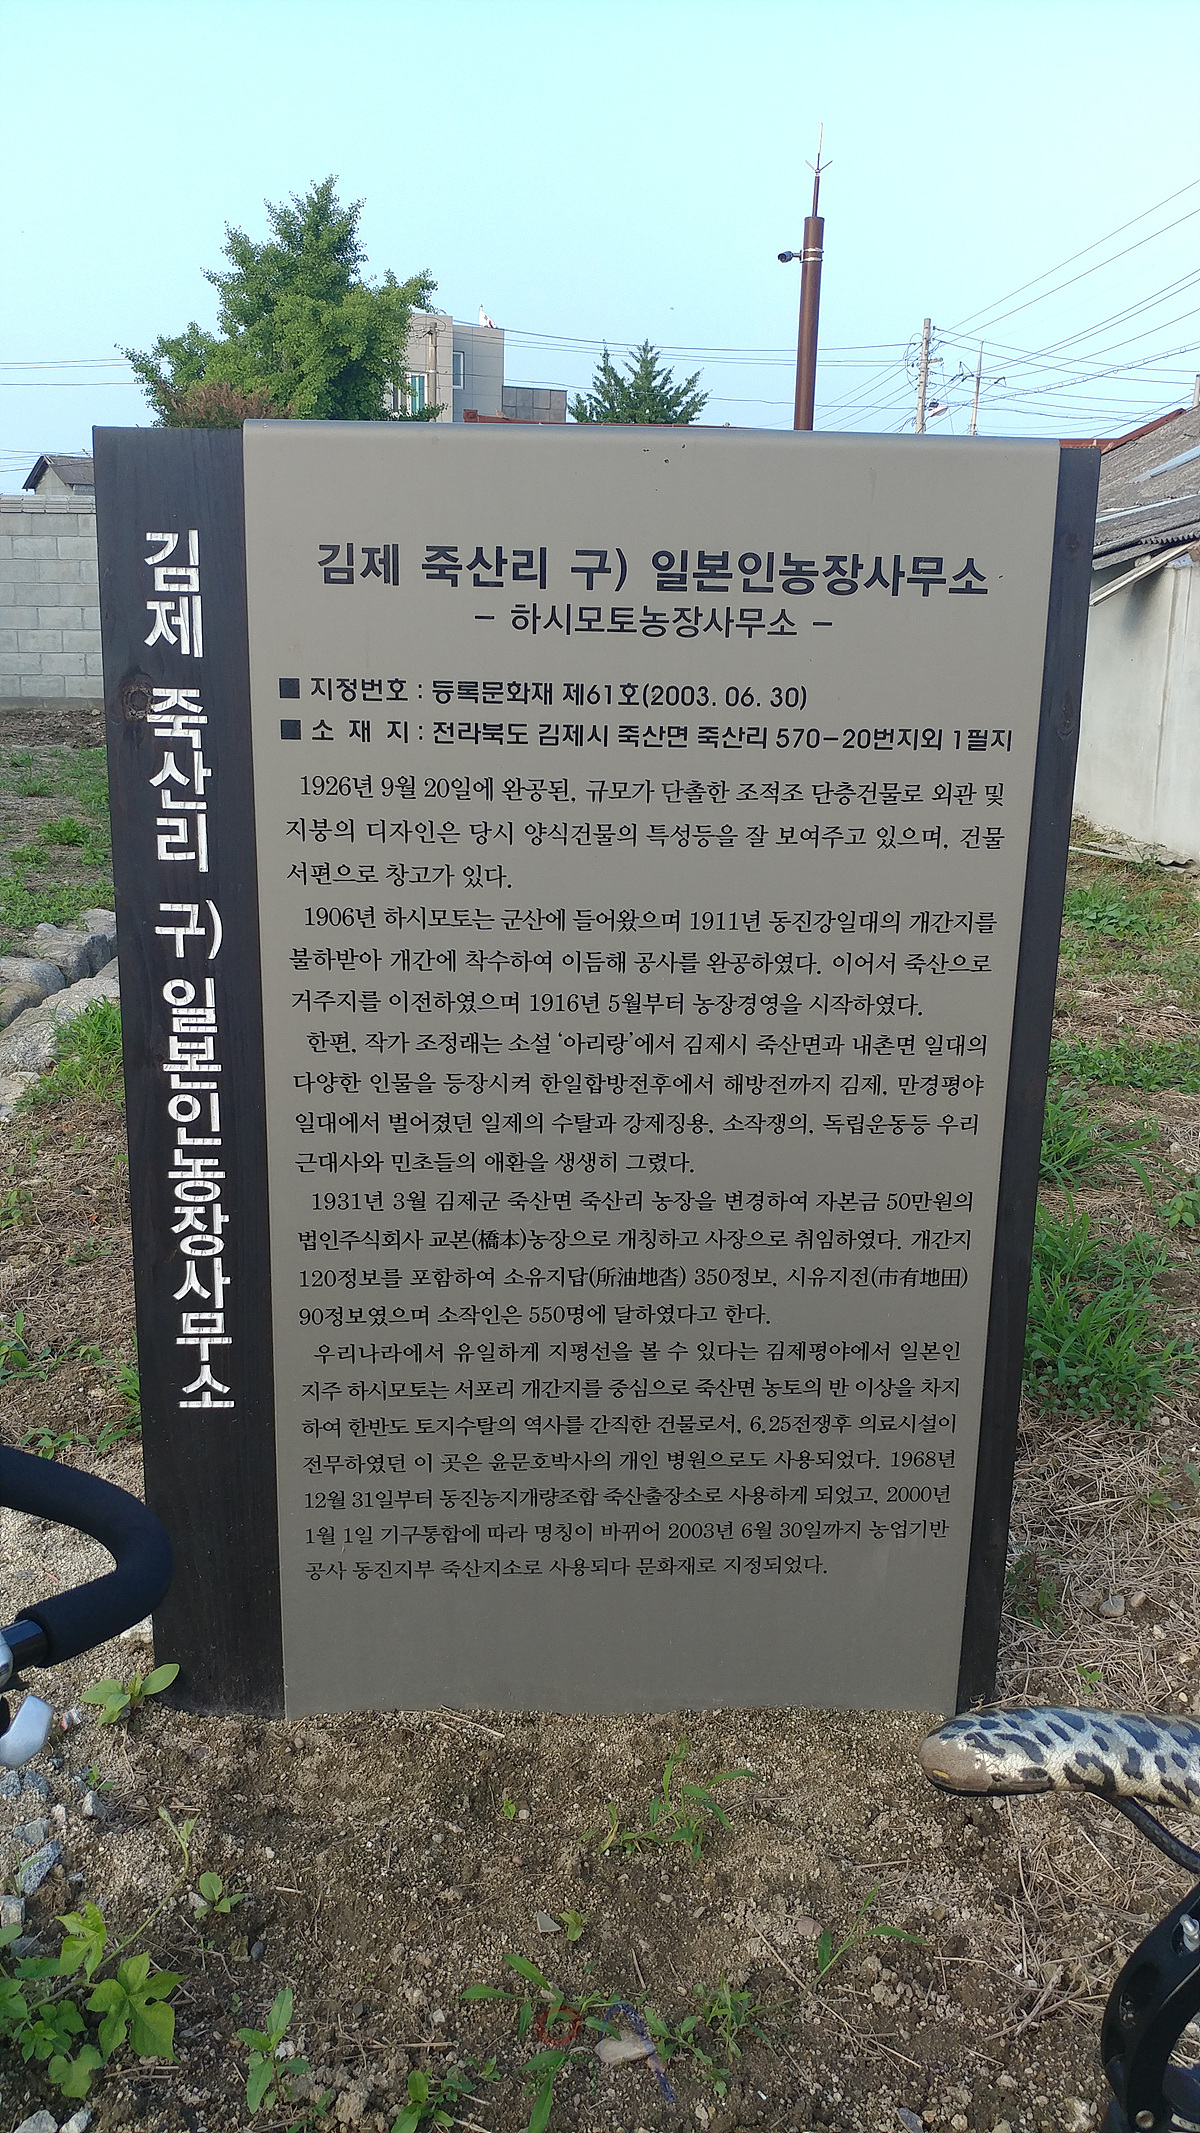 김제 죽산리 구) 일본인농장사무소
김제 죽산리 구) 일본인농장사무소
- 하시모토농장사무소 -
■ 지정번호 : 등록문화재 제61호(2003. 06. 30)
■ 소 재 지 : 전라북도 김제시 죽산면 죽산리 570-20번지외 1필지
1926년 9월 20일에 완공된, 규모가 단촐한 조적조 단층건물로 외관 및
지붕의 디자인은 당시 양식건물의 특성등을 잘 보여주고 있으며, 건물
서편으로 창고가 있다.
1906년 하시모토는 군산에 들어왔으며 1911년 동진강일대의 개간지를
불하받아 개간에 착수하여 이듬해 공사를 완공하였다. 이어서 죽산으로
거주지를 이전하였으며 1916년 5월부터 농장경영을 시작하였다.
한편, 작가 조정래는 소설 '아리랑'에서 김제시 죽산면과 내촌면 일대의
다양한 인물을 등장시켜 한일합방전후에서 해방전까지 김제, 만경평야
일대에서 벌어졌던 일제의 수탈과 강제징용, 소작쟁의, 독립운동등 우리
근대사와 민초들의 애환을 생생히 그렸다.
1931년 3월 김제군 죽산면 죽산리 농장을 변경하여 자본금 50만원의
법인주식회사 교본(橋本)농장으로 개칭하고 사장으로 취임하였다. 개간지
120정보를 포함하여 소유지답(所油地畓) 350정보, 시유지전(市有地田)
90정보였으며 소작인은 550명에 달하였다고 한다.
우리나라에서 유일하게 지평선을 볼 수 있다는 김제평야에서 일본인
지주 하시모토는 서포리 개간지를 중심으로 죽산면 농토의 반 이상을 차지
하여 한반도 토지수탈의 역사를 간직한 건물로서, 6.25전쟁후 의료시설이
전무하였던 이 곳은 윤문호박사의 개인 병원으로도 사용되었다. 1968년
12월 31일부터 동진농지개량조합 죽산출장소로 사용하게 되었고, 2000년
1월 1일 기구통합에 따라 명칭이 바뀌어 2003년 6월 30일까지 농업기반
공사 동진지부 죽산지소로 사용되다 문화재로 지정되었다.